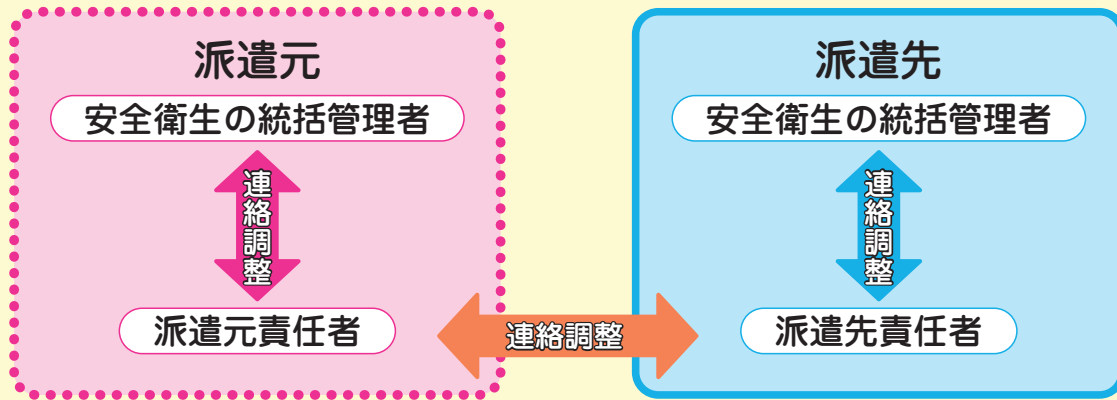 派遣元
安全衛生の統括管理者
連絡調整
派遣元責任者
連絡調整
派遣先
安全衛生の統括管理者
連絡調整
派遣先責任者